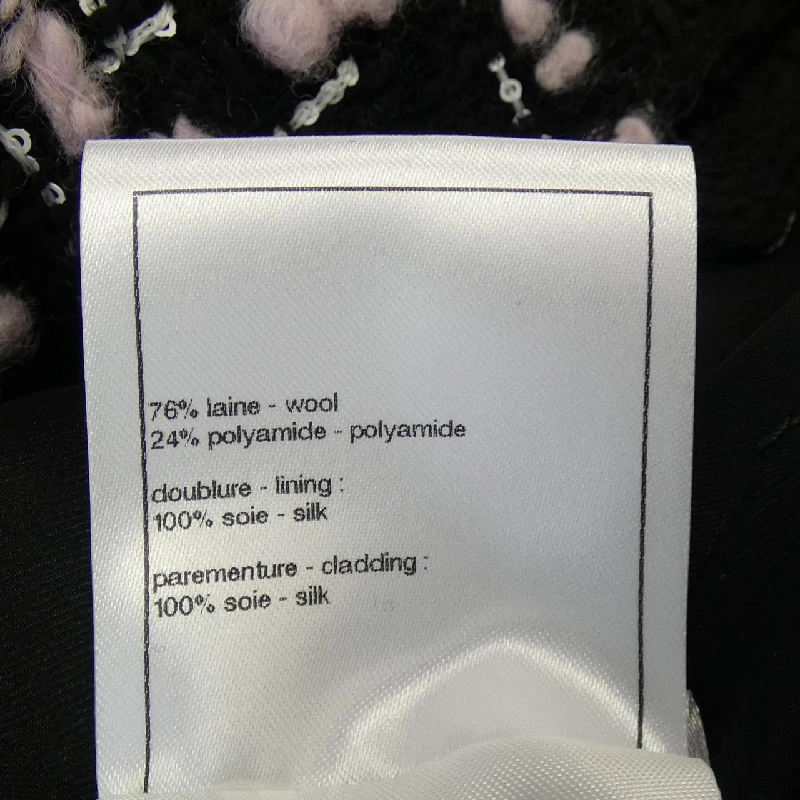 76% laine - wool
24% polyamide - polyamide
doublure - lining :
100% soie - silk
parementure - cladding :
100% soie - silk